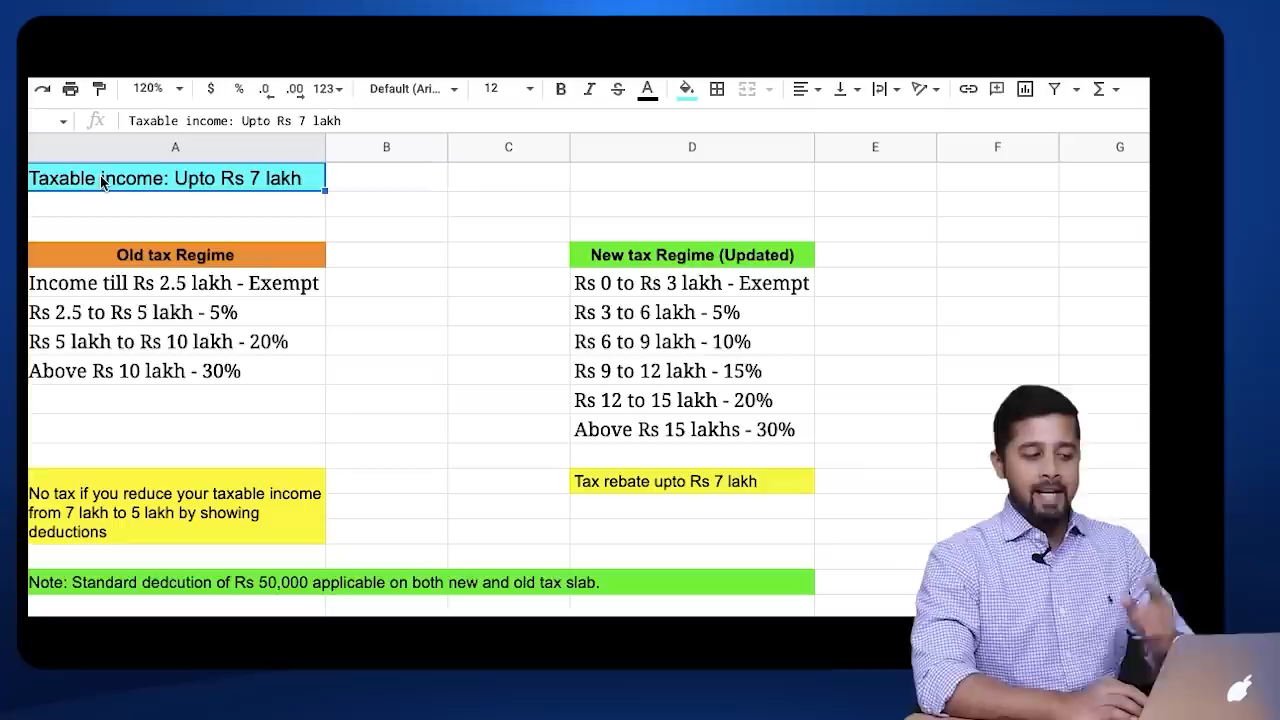 120% $ % .0 .00 123 Default (Ari... 12 B I S A Σ
fx Taxable income: Upto Rs 7 lakh
A B C D E F G
Taxable income: Upto Rs 7 lakh
Old tax Regime
Income till Rs 2.5 lakh - Exempt
Rs 2.5 to Rs 5 lakh - 5%
Rs 5 lakh to Rs 10 lakh - 20%
Above Rs 10 lakh - 30%
No tax if you reduce your taxable income
from 7 lakh to 5 lakh by showing
deductions
New tax Regime (Updated)
Rs 0 to Rs 3 lakh - Exempt
Rs 3 to 6 lakh - 5%
Rs 6 to 9 lakh - 10%
Rs 9 to 12 lakh - 15%
Rs 12 to 15 lakh - 20%
Above Rs 15 lakhs - 30%
Tax rebate upto Rs 7 lakh
Note: Standard dedcution of Rs 50,000 applicable on both new and old tax slab.